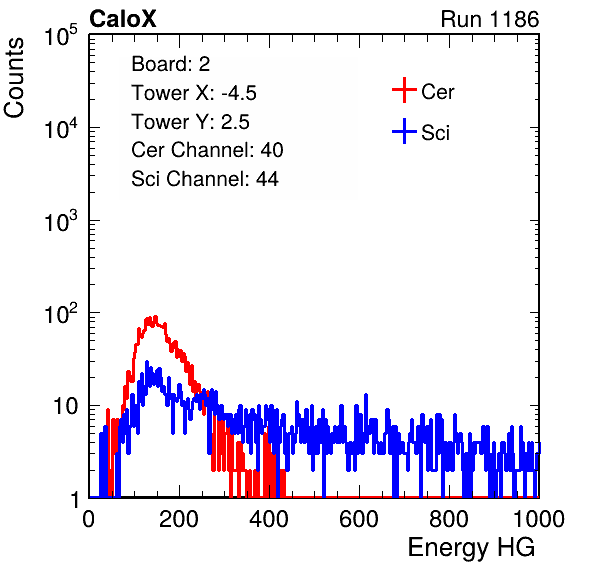 CaloX Run 1186
Counts
10^5
10^4
10^3
10^2
10
1
Board: 2
Tower X: -4.5
Tower Y: 2.5
Cer Channel: 40
Sci Channel: 44
Cer
Sci
0 200 400 600 800 1000
Energy HG